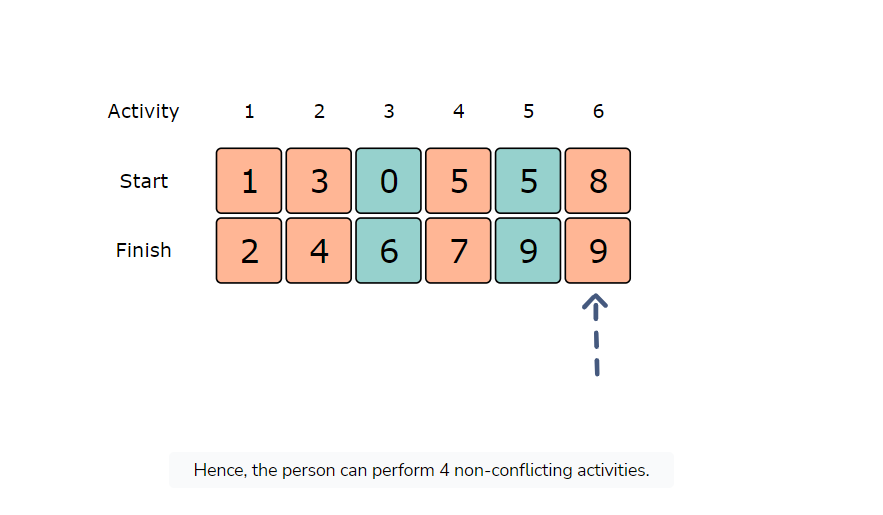 Activity 1 2 3 4 5 6
Start 1 3 0 5 5 8
Finish 2 4 6 7 9 9
Hence, the person can perform 4 non-conflicting activities.